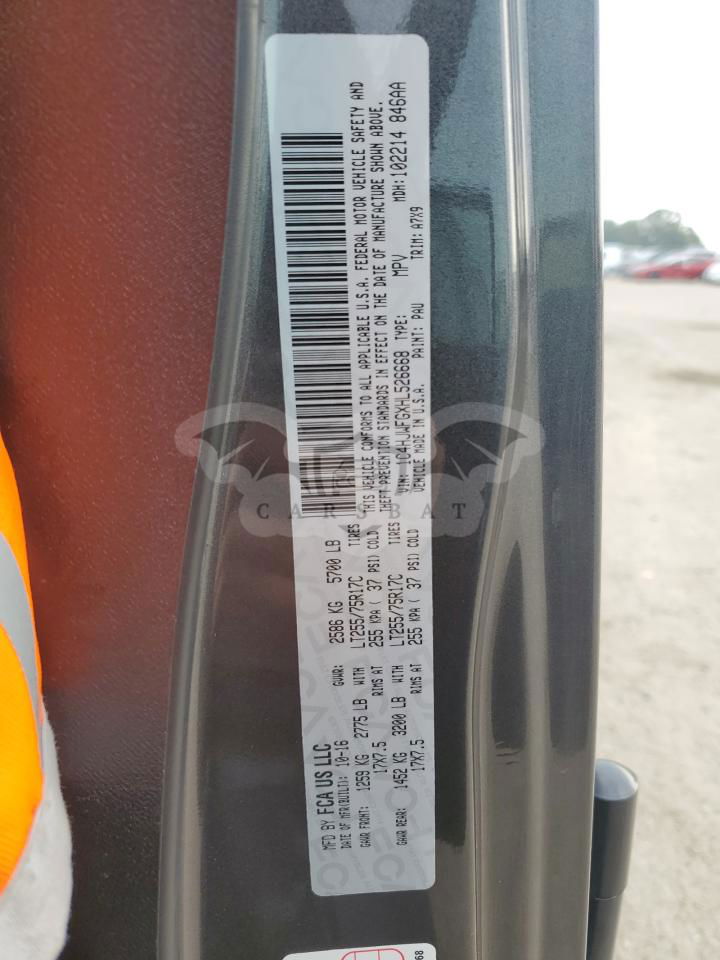 MFD BY FCA US LLC
DATE OF MFR(BUILT): 10-16 GVWR: 2586 KG 5700 LB
GAWR FRONT: 1259 KG 2775 LB WITH LT255/75R17C TIRES
17X7.5 RIMS AT 255 KPA ( 37 PSI) COLD
GAWR REAR: 1452 KG 3200 LB WITH LT255/75R17C TIRES
17X7.5 RIMS AT 255 KPA ( 37 PSI) COLD
THIS VEHICLE CONFORMS TO ALL APPLICABLE U.S.A. FEDERAL MOTOR VEHICLE SAFETY AND
THEFT PREVENTION STANDARDS IN EFFECT ON THE DATE OF MANUFACTURE SHOWN ABOVE.
VIN: 1C4HJWFGXHL526668 TYPE: MPV MDH:102214 846AA
VEHICLE MADE IN U.S.A. PAINT: PAU TRIM: A7X9
CARSBAT
68